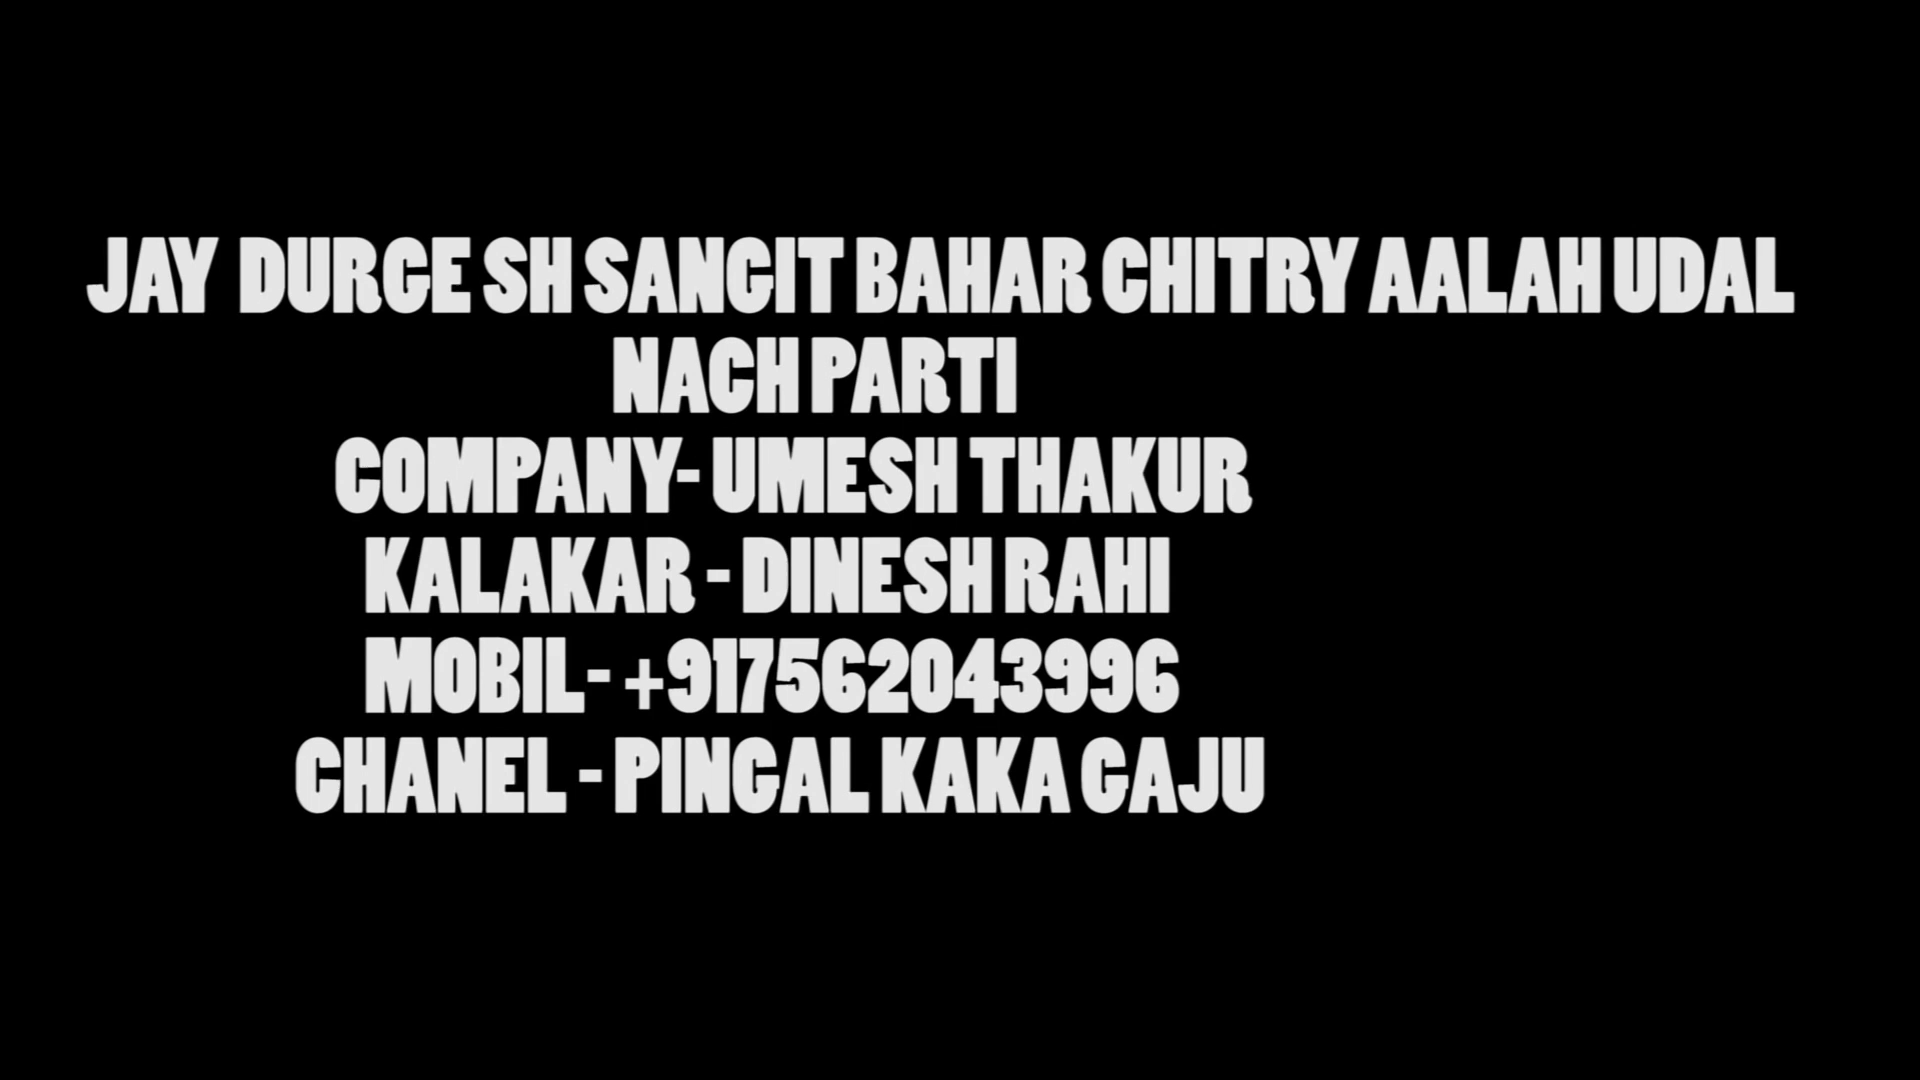 JAY DURGE SH SANGIT BAHAR CHITRY AALAH UDAL
NACH PARTI
COMPANY- UMESH THAKUR
KALAKAR - DINESH RAHI
MOBIL - +917562043996
CHANEL - PINGAL KAKA GAJU